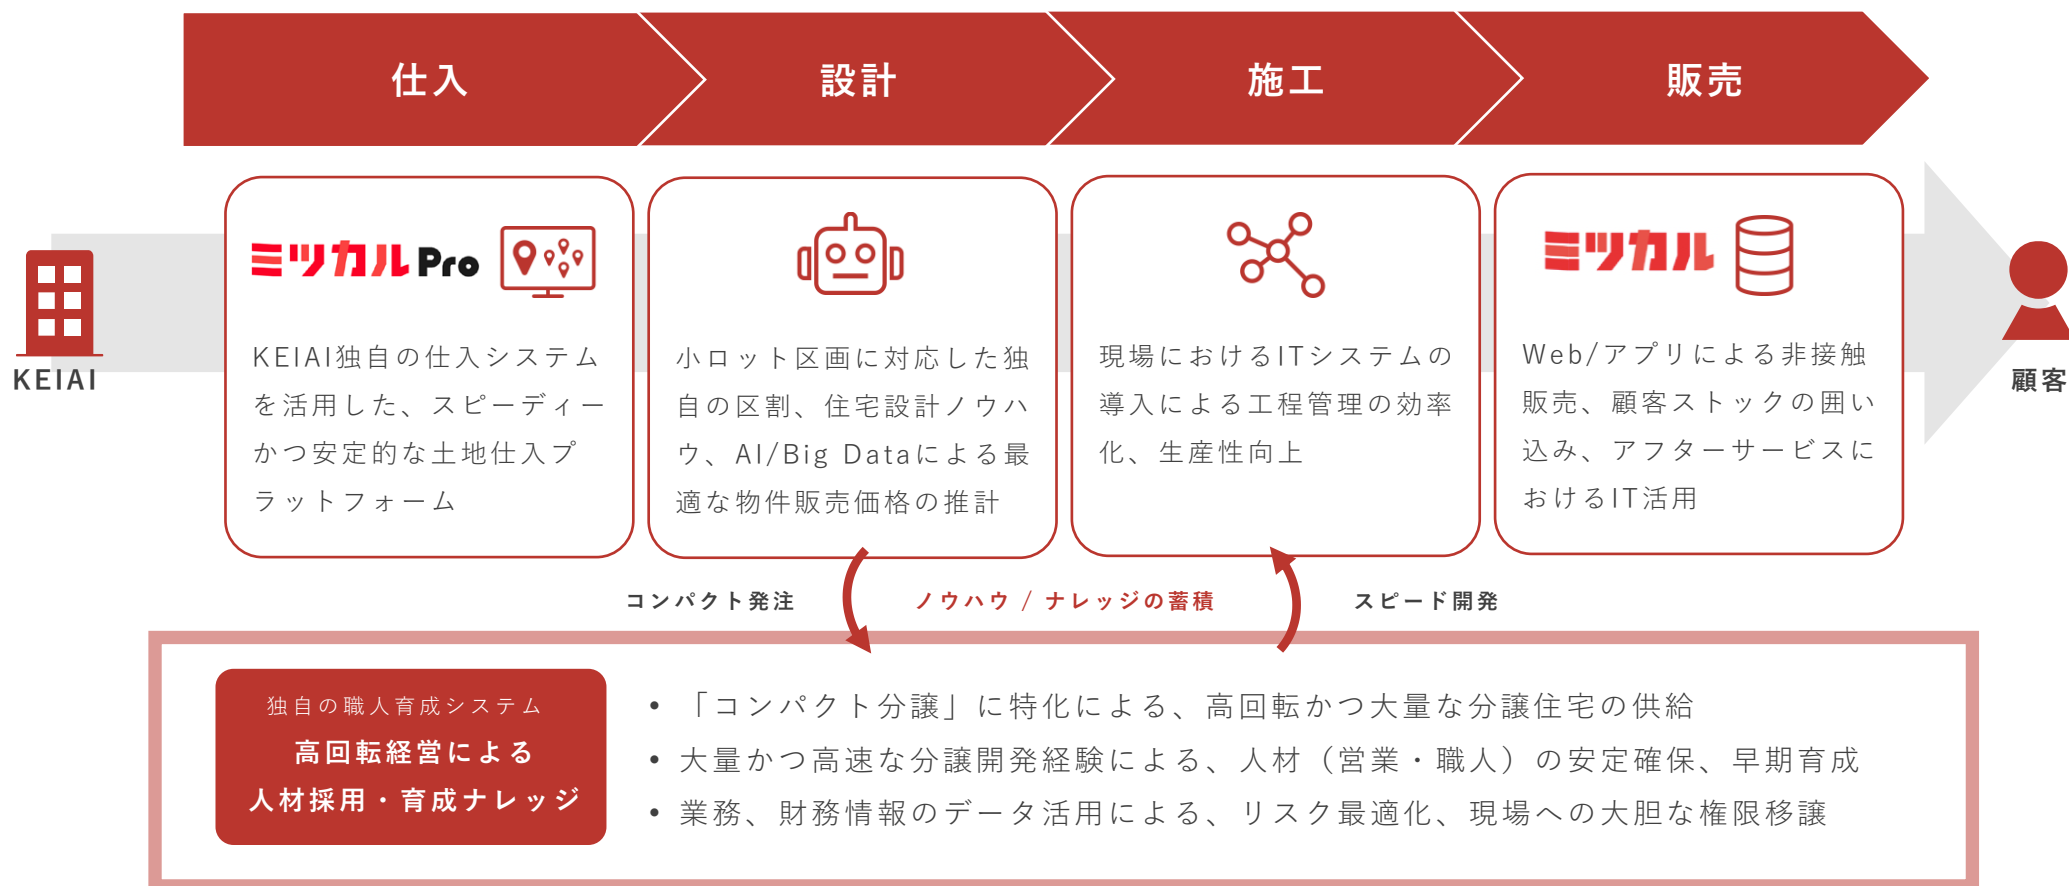 仕入
設計
施工
販売
ミツカル Pro
ミツカル
KEIAI独自の仕入システム
を活用した、スピーディー
かつ安定的な土地仕入プ
ラットフォーム
小ロット区画に対応した独
自の区割、住宅設計ノウハ
ウ、AI/Big Dataによる最
適な物件販売価格の推計
現場におけるITシステムの
導入による工程管理の効率
化、生産性向上
Web/アプリによる非接触
販売、顧客ストックの囲い
込み、アフターサービスに
おけるIT活用
KEIAI
顧客
コンパクト発注
ノウハウ / ナレッジの蓄積
スピード開発
独自の職人育成システム
高回転経営による
人材採用・育成ナレッジ
• 「コンパクト分譲」に特化による、高回転かつ大量な分譲住宅の供給
• 大量かつ高速な分譲開発経験による、人材（営業・職人）の安定確保、早期育成
• 業務、財務情報のデータ活用による、リスク最適化、現場への大胆な権限移譲